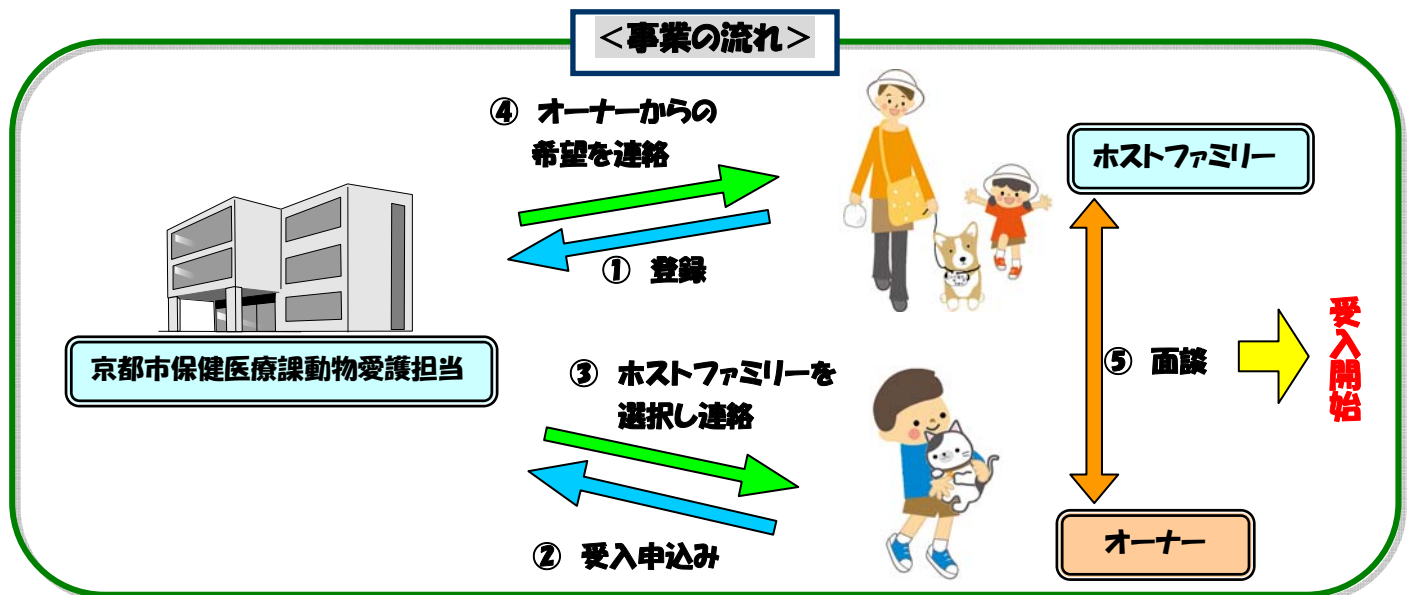 ＜事業の流れ＞
④ オーナーからの
希望を連絡
ホストファミリー
① 登録
京都市保健医療課動物愛護担当
③ ホストファミリーを
選択し連絡
⑤ 面談
受入開始
② 受入申込み
オーナー